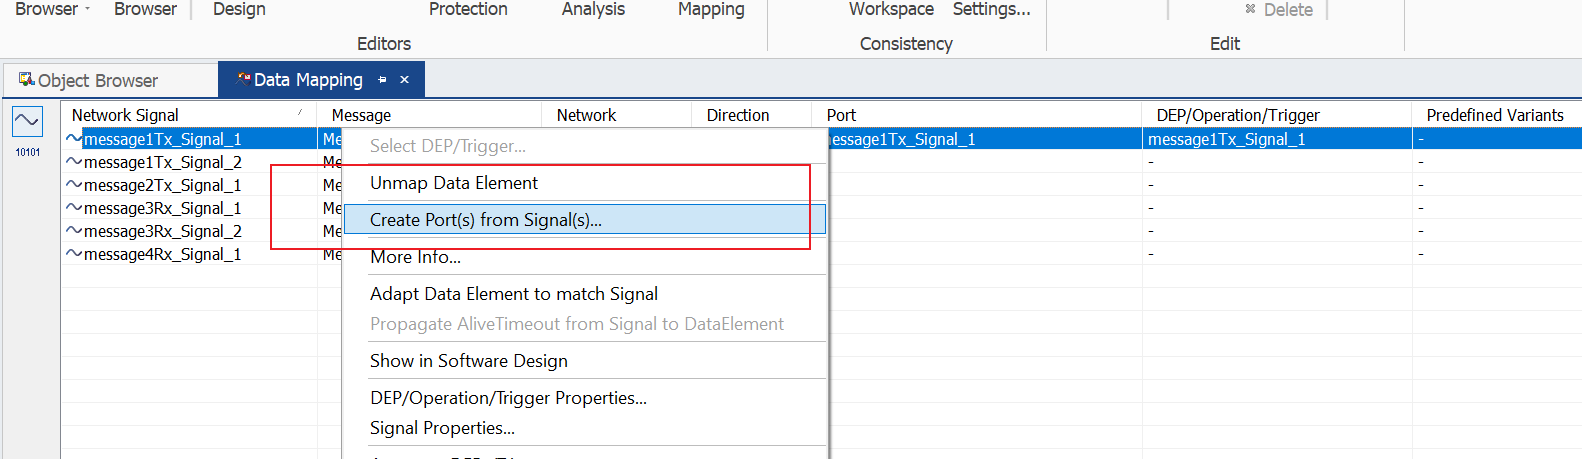 Browser Browser Design Protection Analysis Mapping Workspace Settings... Delete
Editors Consistency Edit
Object Browser Data Mapping
Network Signal Message Network Direction Port DEP/Operation/Trigger Predefined Variants
message1Tx_Signal_1 Me message1Tx_Signal_1 message1Tx_Signal_1 -
message1Tx_Signal_2 Me - -
message2Tx_Signal_1 Me - -
message3Rx_Signal_1 Me - -
message3Rx_Signal_2 Me - -
message4Rx_Signal_1 Me - -
10101
Select DEP/Trigger...
Unmap Data Element
Create Port(s) from Signal(s)...
More Info...
Adapt Data Element to match Signal
Propagate AliveTimeout from Signal to DataElement
Show in Software Design
DEP/Operation/Trigger Properties...
Signal Properties...